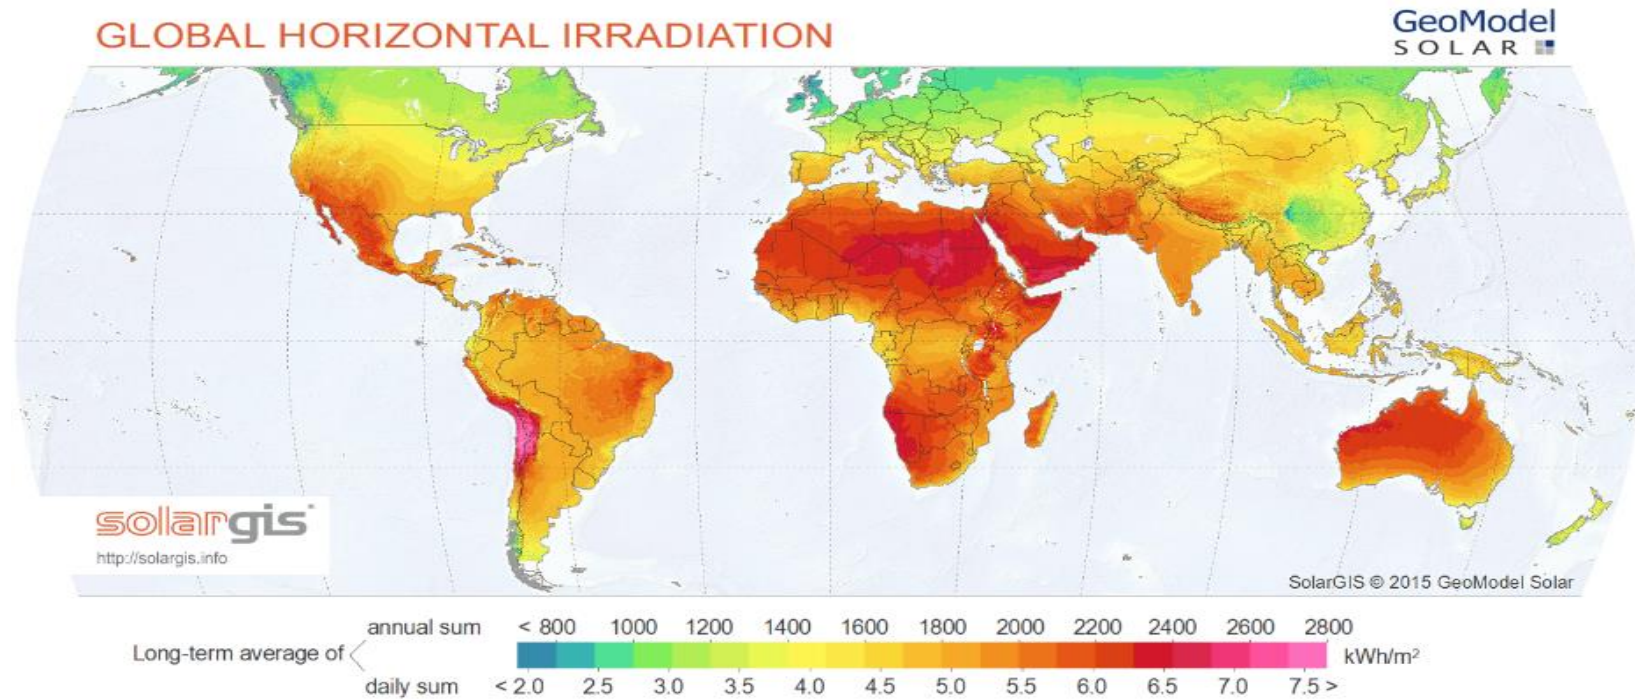 GLOBAL HORIZONTAL IRRADIATION
GeoModel
SOLAR
solargis
http://solargis.info
SolarGIS © 2015 GeoModel Solar
Long-term average of
annual sum < 800 1000 1200 1400 1600 1800 2000 2200 2400 2600 2800
kWh/m²
daily sum < 2.0 2.5 3.0 3.5 4.0 4.5 5.0 5.5 6.0 6.5 7.0 7.5 >